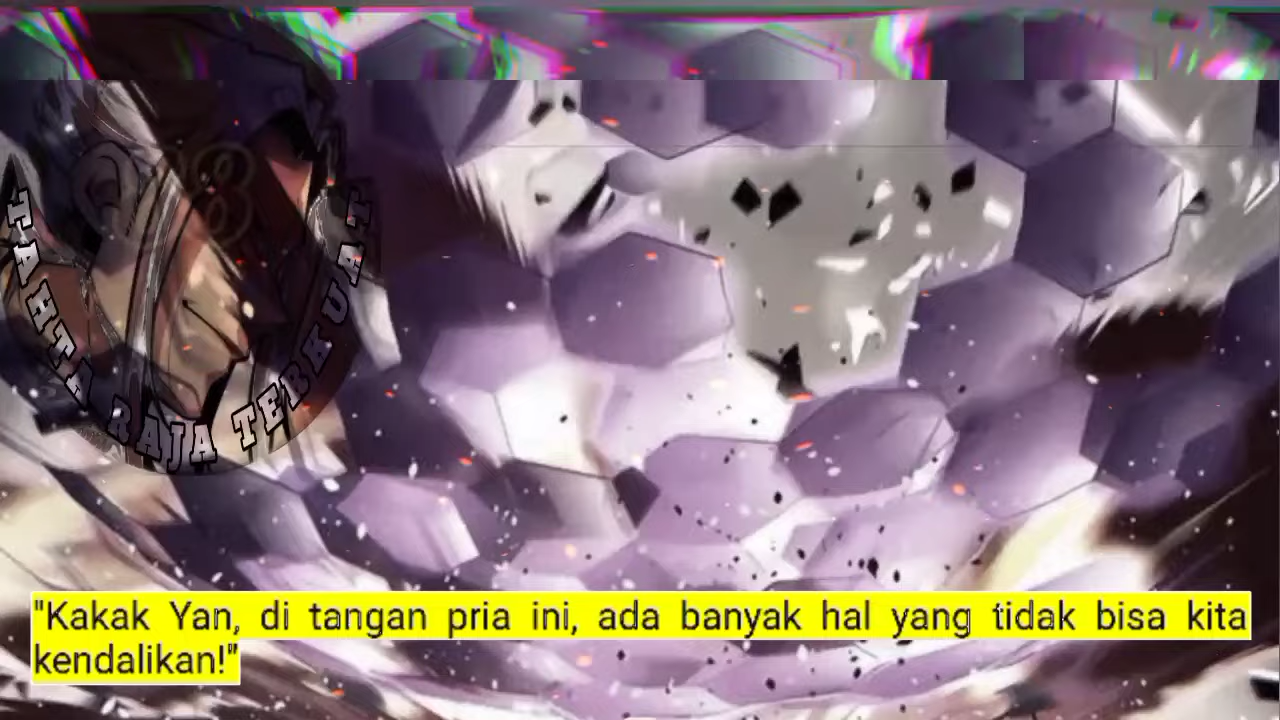 TAHTA RAJA TERKUAT
"Kakak Yan, di tangan pria ini, ada banyak hal yang tidak bisa kita
kendalikan!"